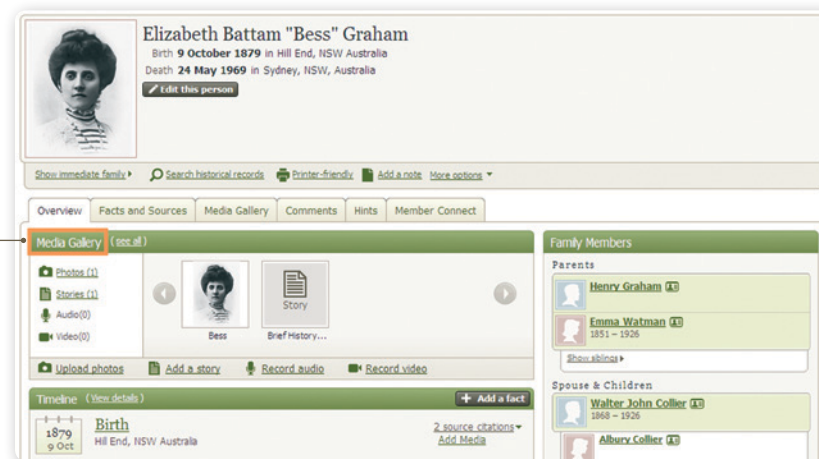 Elizabeth Battam "Bess" Graham
Birth 9 October 1879 in Hill End, NSW Australia
Death 24 May 1969 in Sydney, NSW, Australia
Edit this person
Show immediate family Search historical records Printer-friendly Add a note More options
Overview Facts and Sources Media Gallery Comments Hints Member Connect
Media Gallery (see all)
Photos (1)
Stories (1)
Audio(0)
Video(0)
Story
Bess Brief History...
Upload photos Add a story Record audio Record video
Timeline (View details) + Add a fact
1879
9 Oct
Birth
Hill End, NSW Australia
2 source citations
Add Media
Family Members
Parents
Henry Graham
Emma Watman
1851 – 1926
Show siblings
Spouse & Children
Walter John Collier
1868 – 1926
Albury Collier